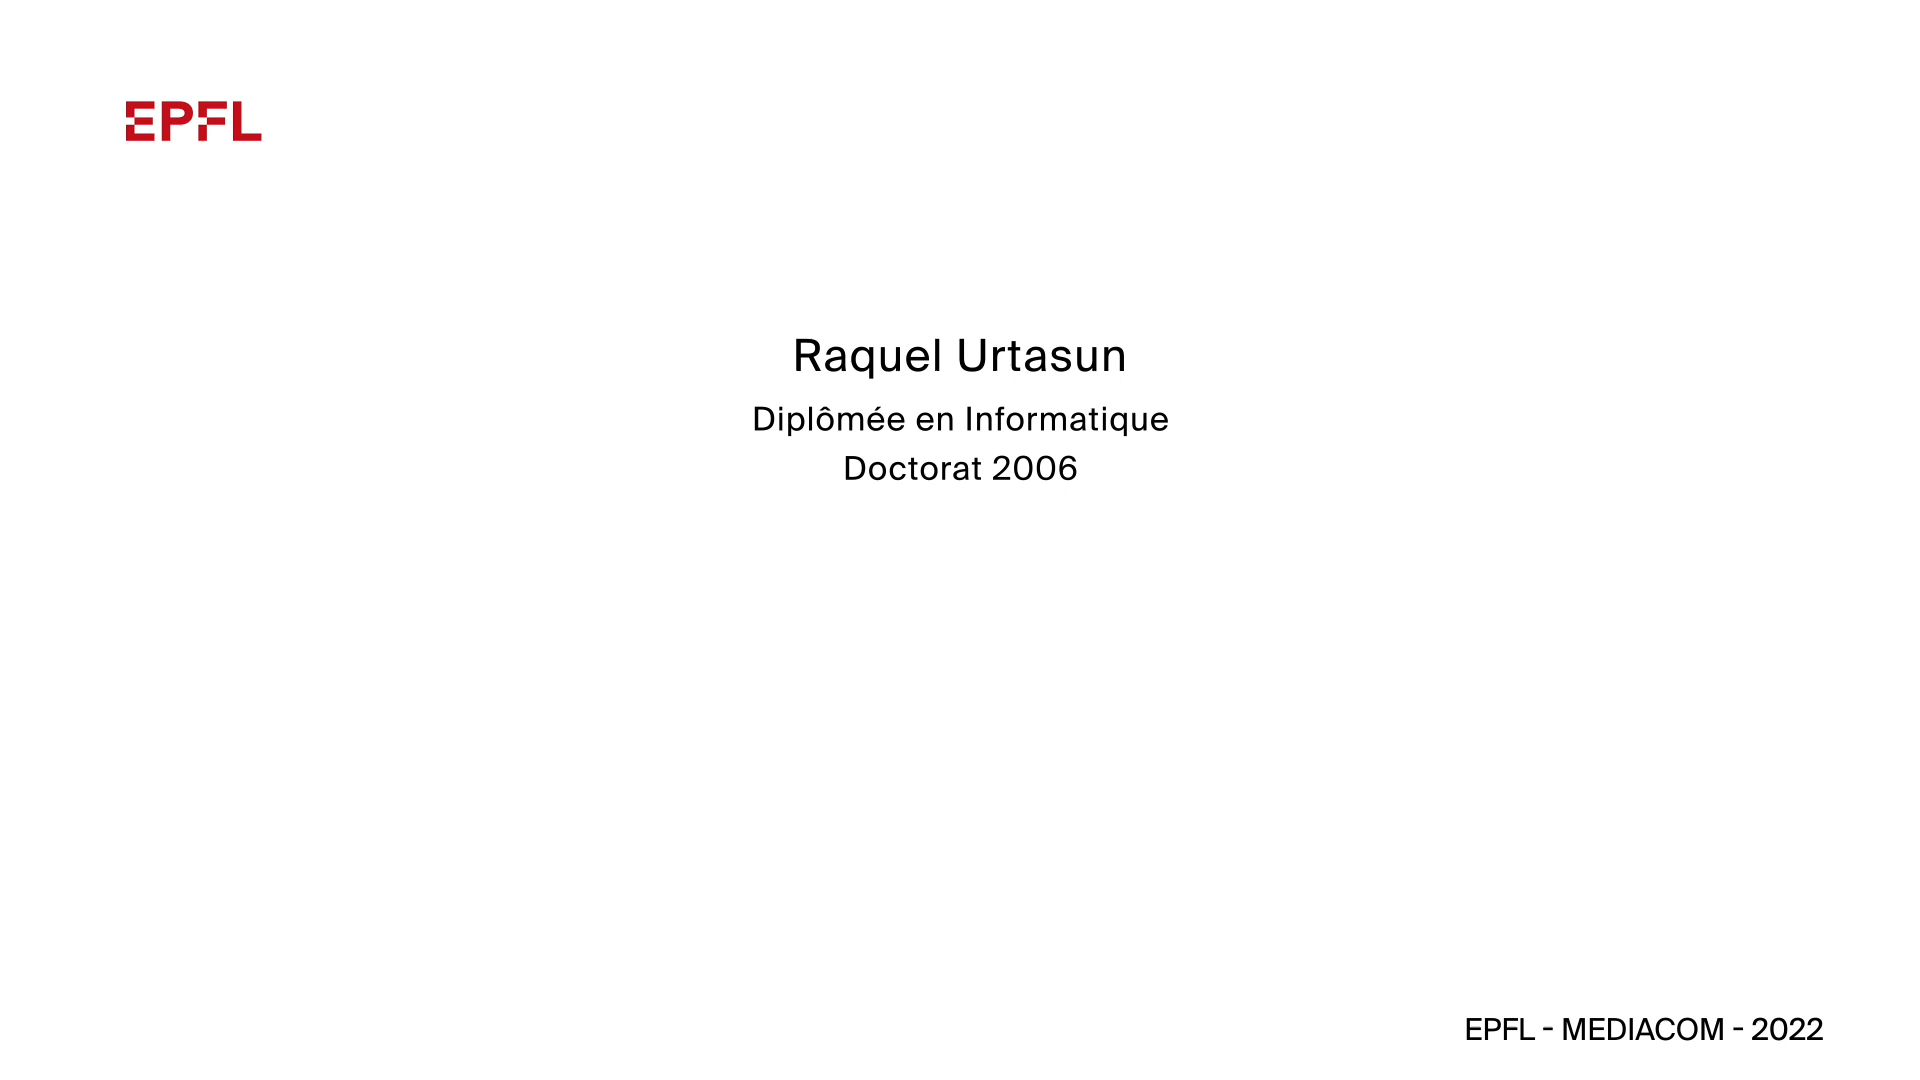 EPFL
Raquel Urtasun
Diplômée en Informatique
Doctorat 2006
EPFL - MEDIACOM - 2022